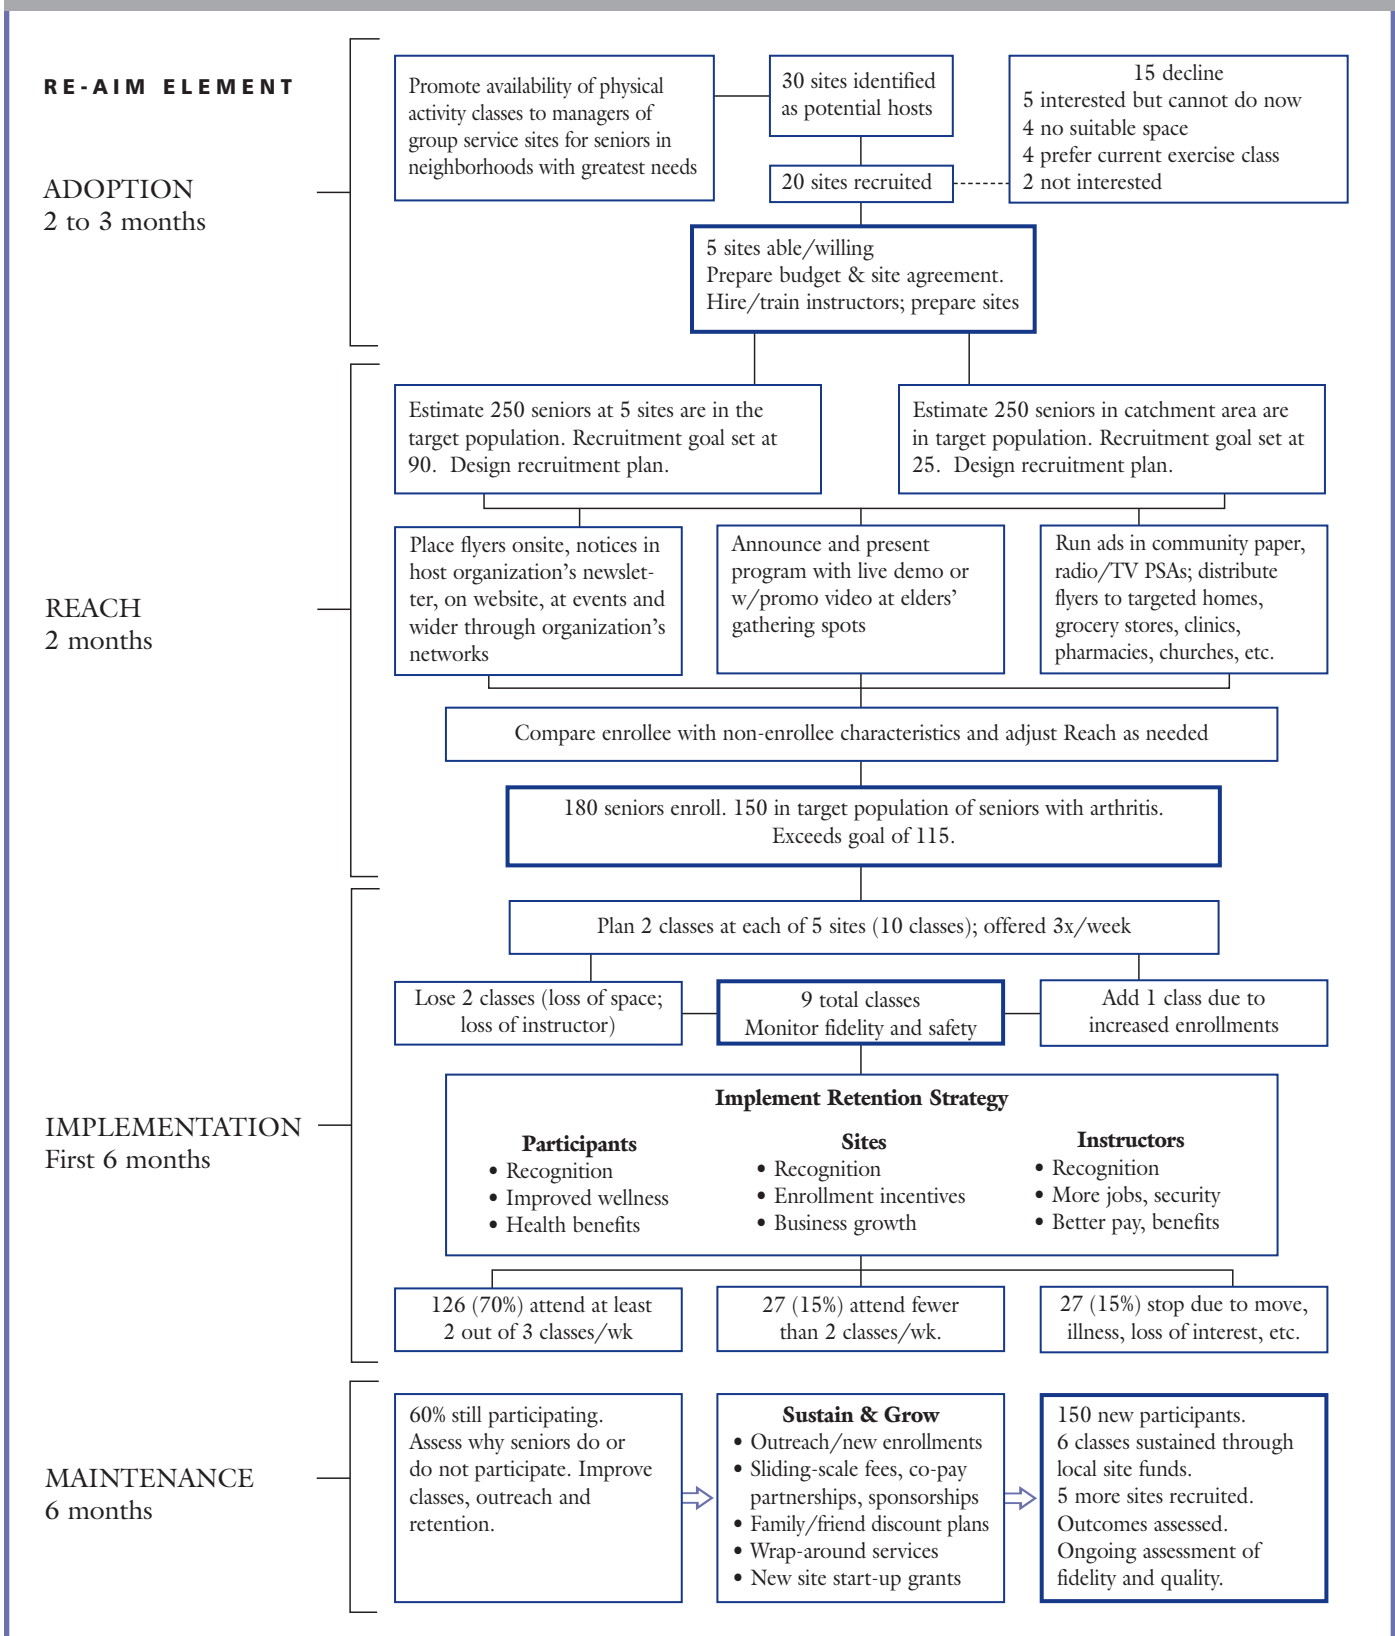 RE-AIM ELEMENT
ADOPTION
2 to 3 months
Promote availability of physical
activity classes to managers of
group service sites for seniors in
neighborhoods with greatest needs
30 sites identified
as potential hosts
15 decline
5 interested but cannot do now
4 no suitable space
4 prefer current exercise class
2 not interested
20 sites recruited
5 sites able/willing
Prepare budget & site agreement.
Hire/train instructors; prepare sites
REACH
2 months
Estimate 250 seniors at 5 sites are in the
target population. Recruitment goal set at
90. Design recruitment plan.
Estimate 250 seniors in catchment area are
in target population. Recruitment goal set at
25. Design recruitment plan.
Place flyers onsite, notices in
host organization's newslet-
ter, on website, at events and
wider through organization's
networks
Announce and present
program with live demo or
w/promo video at elders'
gathering spots
Run ads in community paper,
radio/TV PSAs; distribute
flyers to targeted homes,
grocery stores, clinics,
pharmacies, churches, etc.
Compare enrollee with non-enrollee characteristics and adjust Reach as needed
180 seniors enroll. 150 in target population of seniors with arthritis.
Exceeds goal of 115.
IMPLEMENTATION
First 6 months
Plan 2 classes at each of 5 sites (10 classes); offered 3x/week
Lose 2 classes (loss of space;
loss of instructor)
9 total classes
Monitor fidelity and safety
Add 1 class due to
increased enrollments
Implement Retention Strategy
Participants
• Recognition
• Improved wellness
• Health benefits
Sites
• Recognition
• Enrollment incentives
• Business growth
Instructors
• Recognition
• More jobs, security
• Better pay, benefits
126 (70%) attend at least
2 out of 3 classes/wk
27 (15%) attend fewer
than 2 classes/wk.
27 (15%) stop due to move,
illness, loss of interest, etc.
MAINTENANCE
6 months
60% still participating.
Assess why seniors do or
do not participate. Improve
classes, outreach and
retention.
Sustain & Grow
• Outreach/new enrollments
• Sliding-scale fees, co-pay
partnerships, sponsorships
• Family/friend discount plans
• Wrap-around services
• New site start-up grants
150 new participants.
6 classes sustained through
local site funds.
5 more sites recruited.
Outcomes assessed.
Ongoing assessment of
fidelity and quality.